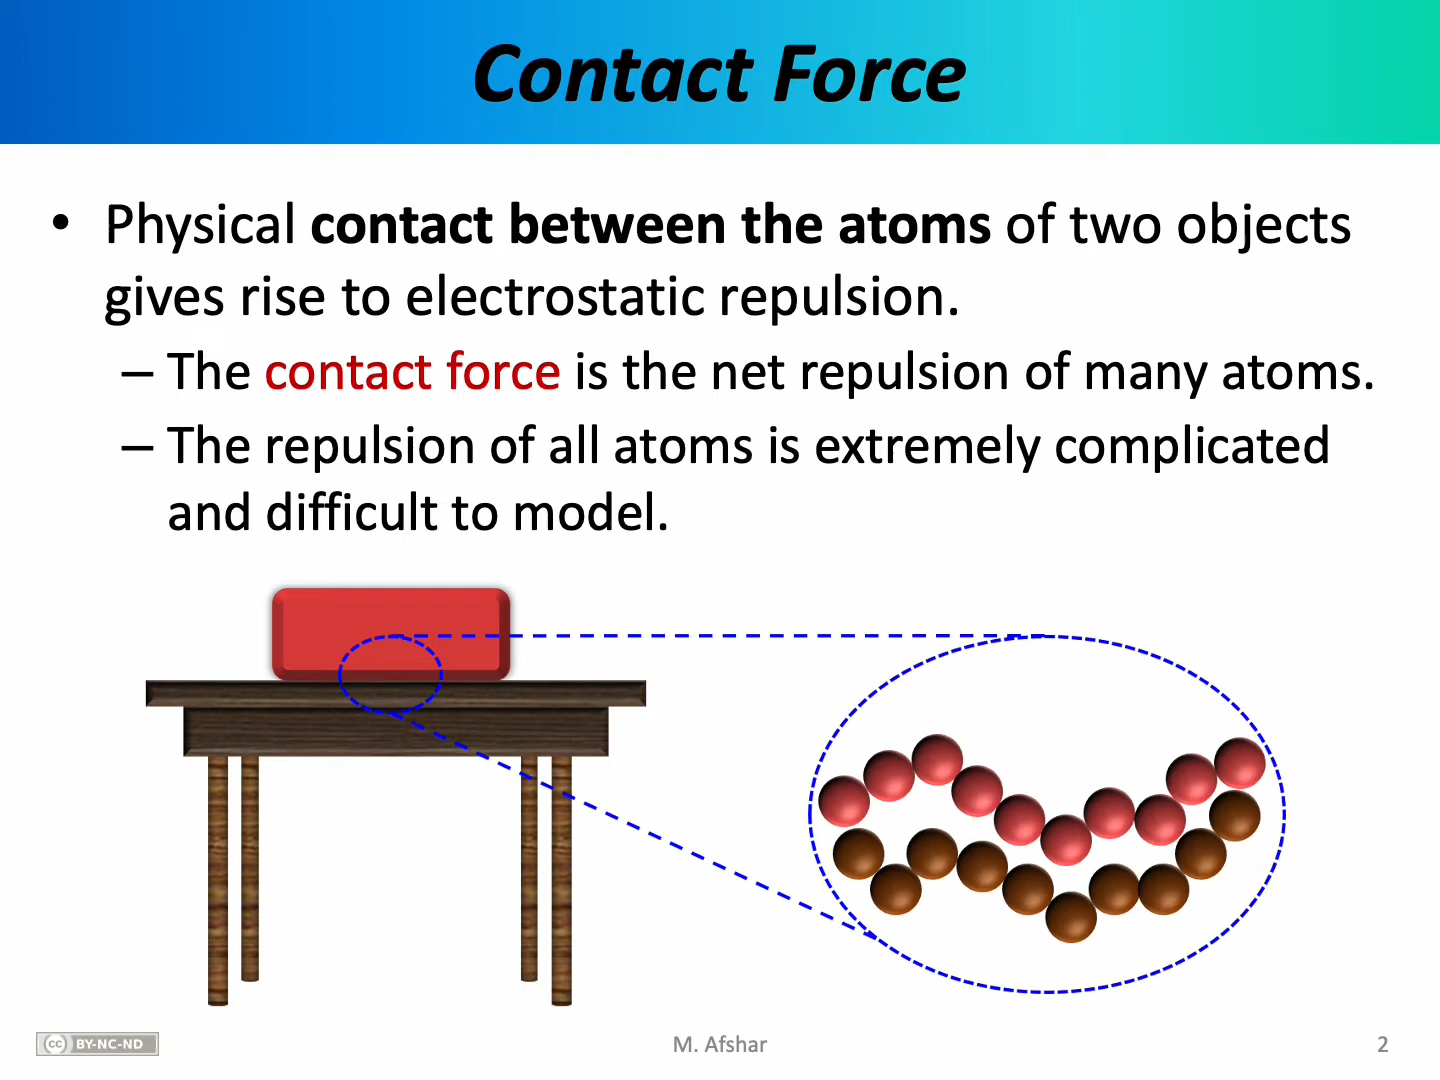 Contact Force
• Physical contact between the atoms of two objects
gives rise to electrostatic repulsion.
– The contact force is the net repulsion of many atoms.
– The repulsion of all atoms is extremely complicated
and difficult to model.
cc BY-NC-ND
M. Afshar
2